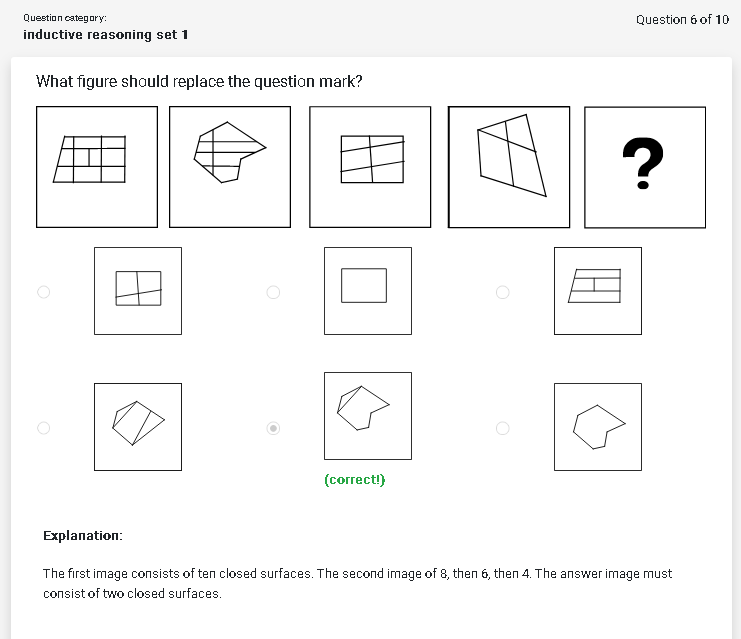 Question category:
inductive reasoning set 1
Question 6 of 10
What figure should replace the question mark?
?
(correct!)
Explanation:
The first image consists of ten closed surfaces. The second image of 8, then 6, then 4. The answer image must
consist of two closed surfaces.